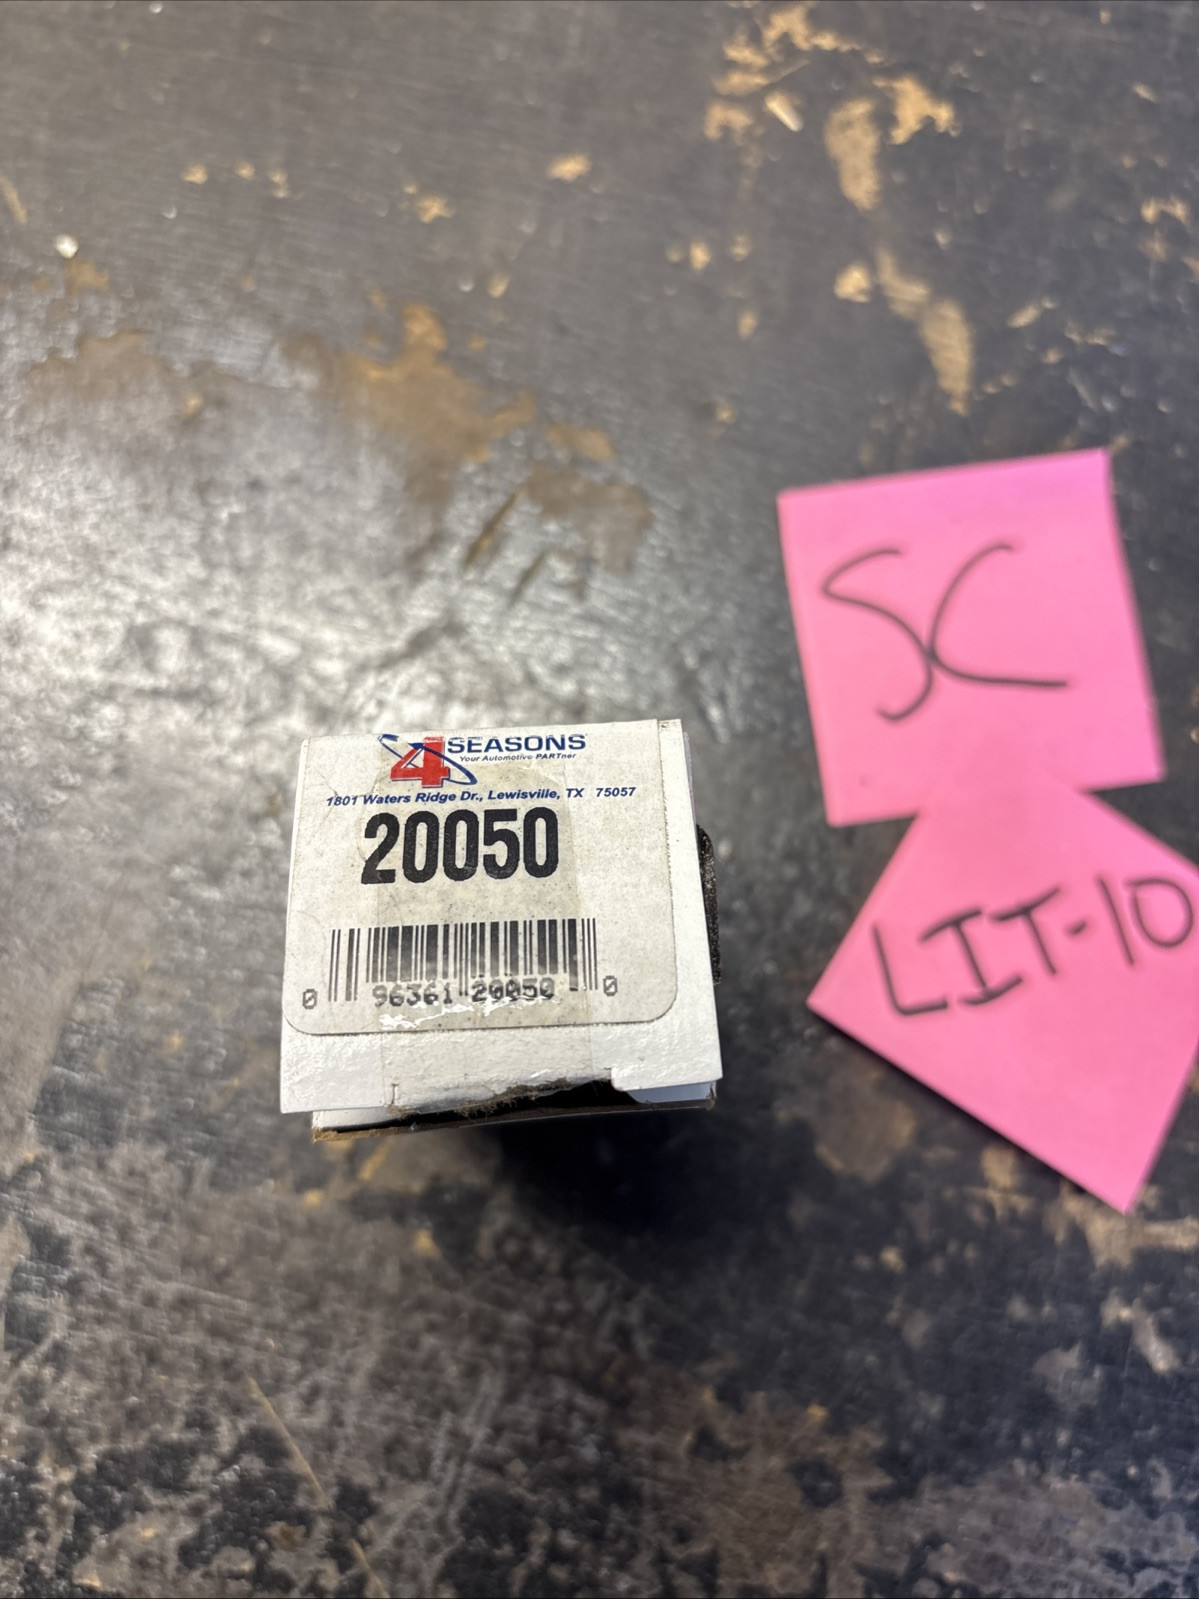 4 SEASONS
Your Automotive PARTner
1801 Waters Ridge Dr., Lewisville, TX 75057
20050
0 96361 20050 0
SC
LIT-10